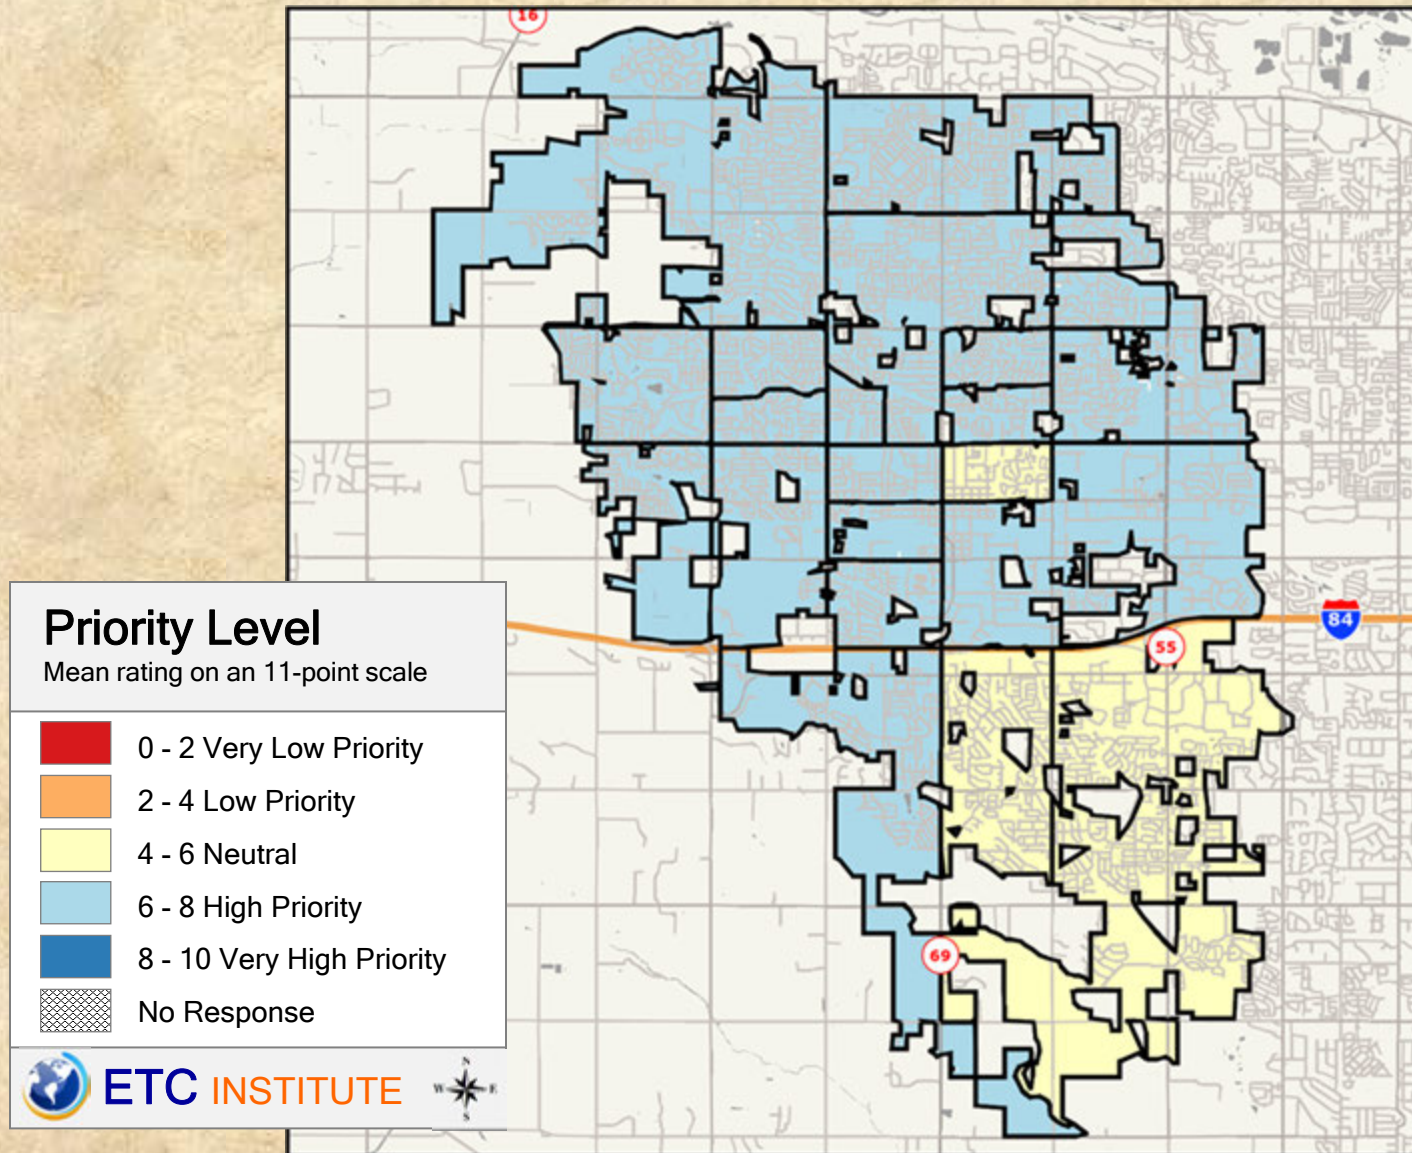 16
84
55
69
Priority Level
Mean rating on an 11-point scale
0 - 2 Very Low Priority
2 - 4 Low Priority
4 - 6 Neutral
6 - 8 High Priority
8 - 10 Very High Priority
No Response
ETC INSTITUTE
N
W E
S